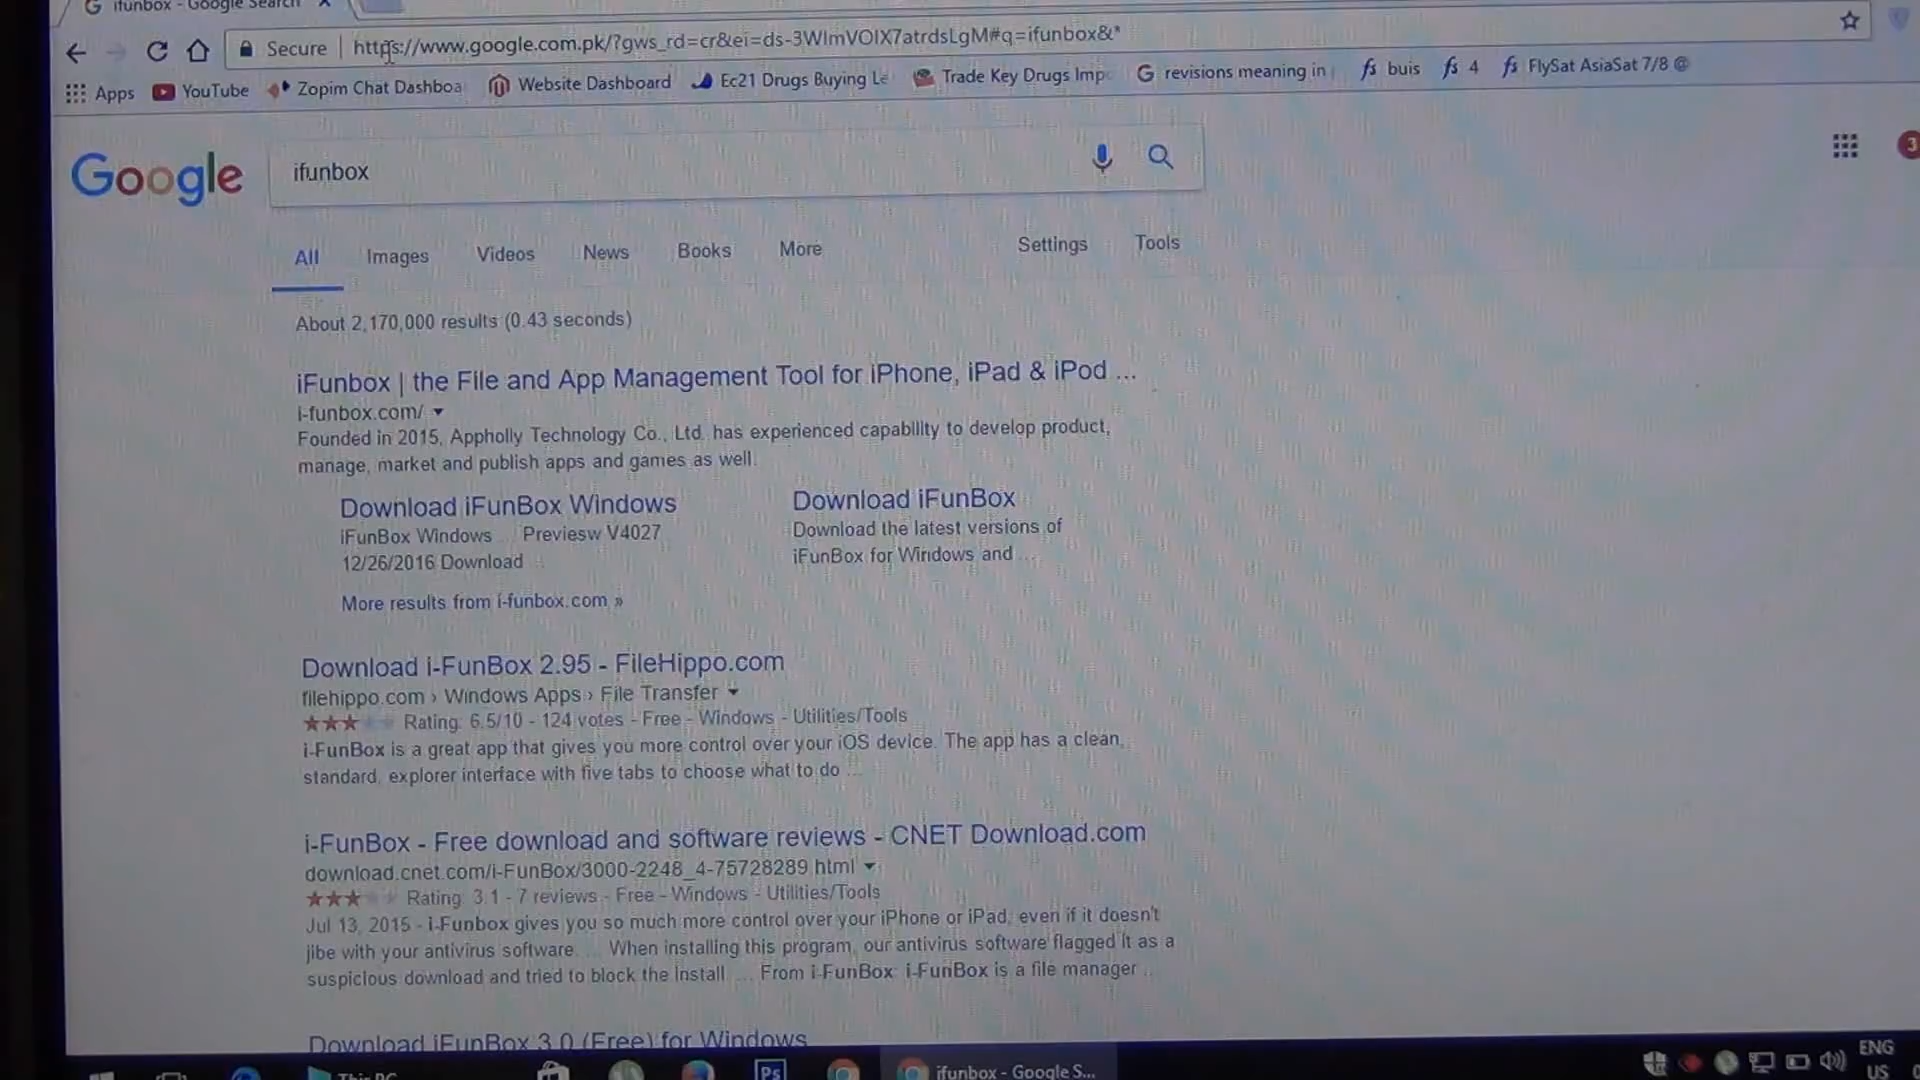 ifunbox - Google Search
Secure | https://www.google.com.pk/?gws_rd=cr&ei=ds-3WImVOIX7atrdsLgM#q=ifunbox&*
Apps YouTube Zopim Chat Dashboa Website Dashboard Ec21 Drugs Buying Le Trade Key Drugs Imp revisions meaning in buis 4 FlySat AsiaSat 7/8 @
Google ifunbox
3
All Images Videos News Books More Settings Tools
About 2,170,000 results (0.43 seconds)
iFunbox | the File and App Management Tool for iPhone, iPad & iPod ...
i-funbox.com/
Founded in 2015, Appholly Technology Co., Ltd. has experienced capability to develop product,
manage, market and publish apps and games as well.
Download iFunBox Windows
iFunBox Windows ... Previesw V4027
12/26/2016 Download ...
Download iFunBox
Download the latest versions of
iFunBox for Windows and ...
More results from i-funbox.com »
Download i-FunBox 2.95 - FileHippo.com
filehippo.com › Windows Apps › File Transfer
Rating: 6.5/10 - 124 votes - Free - Windows - Utilities/Tools
i-FunBox is a great app that gives you more control over your iOS device. The app has a clean,
standard, explorer interface with five tabs to choose what to do ...
i-FunBox - Free download and software reviews - CNET Download.com
download.cnet.com/i-FunBox/3000-2248_4-75728289.html
Rating: 3.1 - 7 reviews - Free - Windows - Utilities/Tools
Jul 13, 2015 - i-Funbox gives you so much more control over your iPhone or iPad, even if it doesn't
jibe with your antivirus software. ... When installing this program, our antivirus software flagged it as a
suspicious download and tried to block the install. ... From i-FunBox: i-FunBox is a file manager ...
Download iFunBox 3.0 (Free) for Windows
This PC
Ps
ifunbox - Google S...
ENG
US